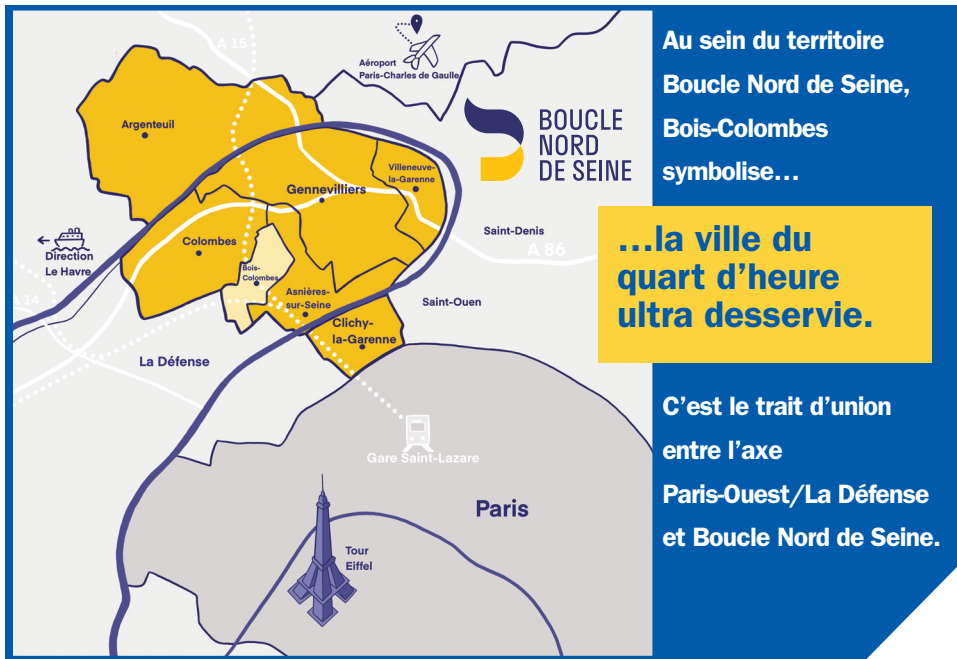 A 15
Aéroport
Paris-Charles de Gaulle
Argenteuil
BOUCLE
NORD
DE SEINE
Villeneuve-
la-Garenne
Gennevilliers
Colombes
Saint-Denis
A 86
Direction
Le Havre
Bois-
Colombes
Asnières-
sur-Seine
A 14
Saint-Ouen
Clichy-
la-Garenne
La Défense
Gare Saint-Lazare
Paris
Tour
Eiffel
Au sein du territoire
Boucle Nord de Seine,
Bois-Colombes
symbolise…
…la ville du
quart d’heure
ultra desservie.
C’est le trait d’union
entre l’axe
Paris-Ouest/La Défense
et Boucle Nord de Seine.